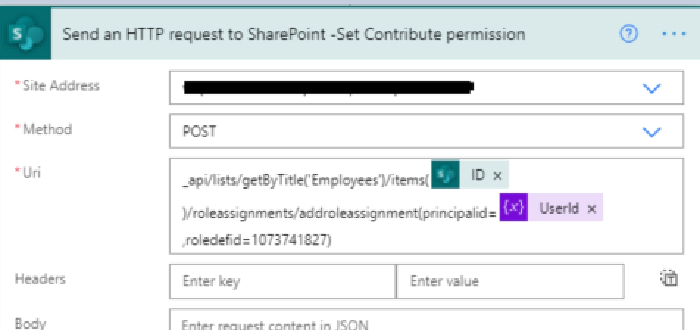 Send an HTTP request to SharePoint -Set Contribute permission
* Site Address
* Method
POST
* Uri
_api/lists/getByTitle('Employees')/items( ID x
)/roleassignments/addroleassignment(principalid= {x} UserId x
,roledefid=1073741827)
Headers
Enter key
Enter value
Body
Enter request content in JSON